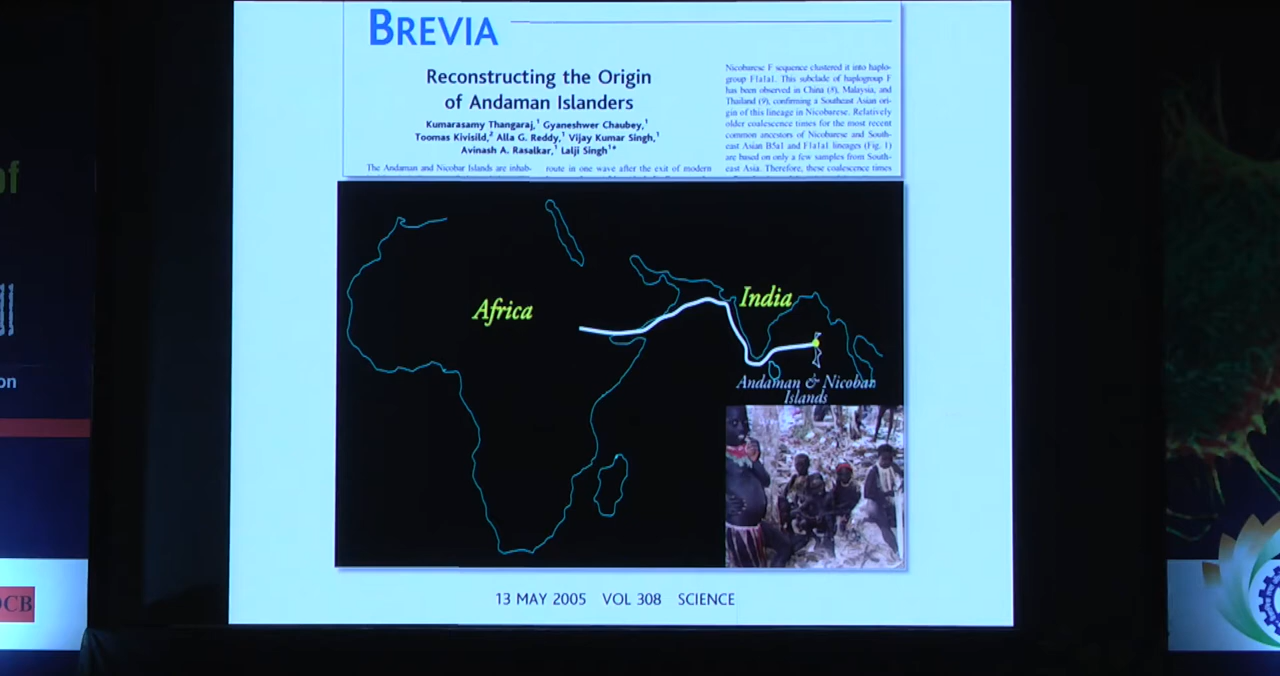 BREVIA
Reconstructing the Origin
of Andaman Islanders
Kumarasamy Thangaraj,1 Gyaneshwer Chaubey,1
Toomas Kivisild,2 Alla G. Reddy,1 Vijay Kumar Singh,1
Avinash A. Rasalkar,1 Lalji Singh1*
The Andaman and Nicobar Islands are inhab-
route in one wave after the exit of modern
Nicobarese F sequence clustered it into haplo-
group F1a1a1. This subclade of haplogroup F
has been observed in China (8), Malaysia, and
Thailand (9), confirming a Southeast Asian ori-
gin of this lineage in Nicobarese. Relatively
older coalescence times for the most recent
common ancestors of Nicobarese and South-
east Asian B5a1 and F1a1a1 lineages (Fig. 1)
are based on only a few samples from South-
east Asia. Therefore, these coalescence times
Africa
India
Andaman & Nicobar
Islands
13 MAY 2005 VOL 308 SCIENCE
of
on
CB